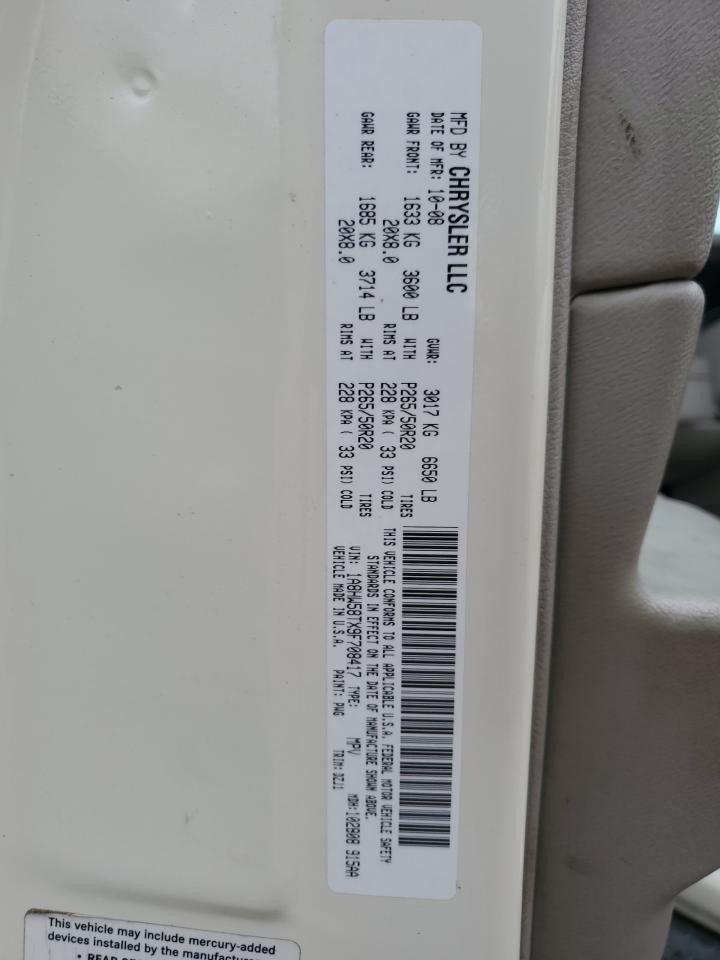 MFD BY CHRYSLER LLC
DATE OF MFR: 10-08 GVWR: 3017 KG 6650 LB
GAWR FRONT: 1633 KG 3600 LB WITH P265/50R20 TIRES
20X8.0 RIMS AT 228 KPA ( 33 PSI) COLD
GAWR REAR: 1685 KG 3714 LB WITH P265/50R20 TIRES
20X8.0 RIMS AT 228 KPA ( 33 PSI) COLD
THIS VEHICLE CONFORMS TO ALL APPLICABLE U.S.A. FEDERAL MOTOR VEHICLE SAFETY
STANDARDS IN EFFECT ON THE DATE OF MANUFACTURE SHOWN ABOVE.
VIN: 1A8HW58TX9F708417 TYPE: MPV MDH:102908 915AA
VEHICLE MADE IN U.S.A. PAINT: PWG TRIM:
This vehicle may include mercury-added
devices installed by the manufacturer